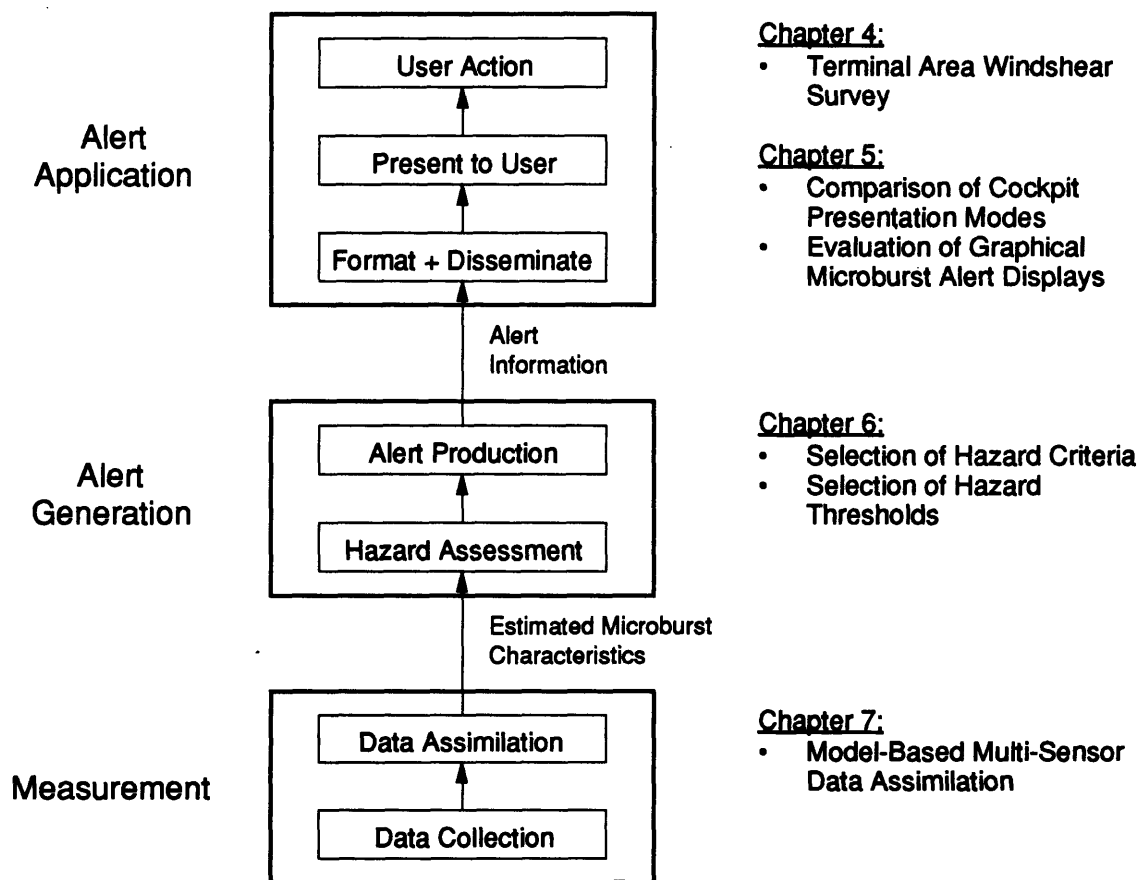 Alert
Application
User Action
Present to User
Format + Disseminate
Alert
Information
Alert
Generation
Alert Production
Hazard Assessment
Estimated Microburst
Characteristics
Measurement
Data Assimilation
Data Collection
Chapter 4:
• Terminal Area Windshear
Survey
Chapter 5:
• Comparison of Cockpit
Presentation Modes
• Evaluation of Graphical
Microburst Alert Displays
Chapter 6:
• Selection of Hazard Criteria
• Selection of Hazard
Thresholds
Chapter 7:
• Model-Based Multi-Sensor
Data Assimilation